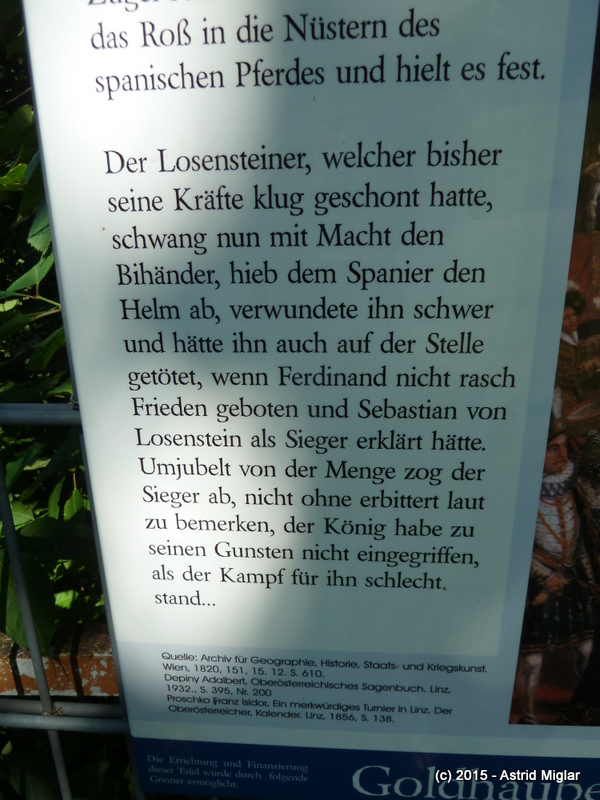 das Roß in die Nüstern des
spanischen Pferdes und hielt es fest.
Der Losensteiner, welcher bisher
seine Kräfte klug geschont hatte,
schwang nun mit Macht den
Bihänder, hieb dem Spanier den
Helm ab, verwundete ihn schwer
und hätte ihn auch auf der Stelle
getötet, wenn Ferdinand nicht rasch
Frieden geboten und Sebastian von
Losenstein als Sieger erklärt hätte.
Umjubelt von der Menge zog der
Sieger ab, nicht ohne erbittert laut
zu bemerken, der König habe zu
seinen Gunsten nicht eingegriffen,
als der Kampf für ihn schlecht
stand...
Quelle: Archiv für Geographie, Historie, Staats- und Kriegskunst.
Wien, 1820, 151, 15. 12. S. 610.
Depiny Adalbert, Oberösterreichisches Sagenbuch. Linz,
1932., S. 395, Nr. 200
Proschko Franz Isidor, Ein merkwürdiges Turnier in Linz. Der
Oberösterreicher, Kalender. Linz, 1856, S. 138.
Die Errichtung und Finanzierung
dieser Tafel wurde durch folgende
Gönner ermöglicht:
Goldhaube
(c) 2015 - Astrid Miglar